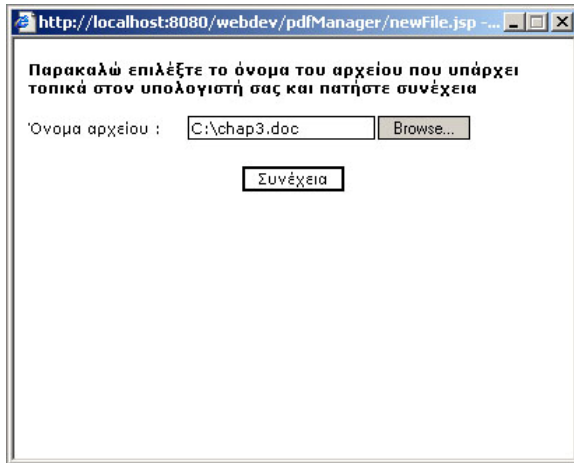 http://localhost:8080/webdev/pdfManager/newFile.jsp -...
Παρακαλώ επιλέξτε το όνομα του αρχείου που υπάρχει
τοπικά στον υπολογιστή σας και πατήστε συνέχεια
Όνομα αρχείου : C:\chap3.doc Browse...
Συνέχεια